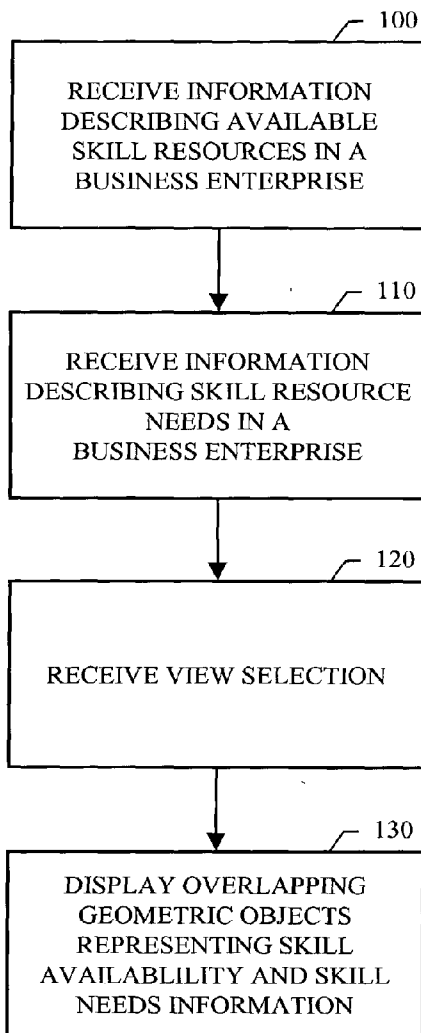 100
RECEIVE INFORMATION
DESCRIBING AVAILABLE
SKILL RESOURCES IN A
BUSINESS ENTERPRISE
110
RECEIVE INFORMATION
DESCRIBING SKILL RESOURCE
NEEDS IN A
BUSINESS ENTERPRISE
120
RECEIVE VIEW SELECTION
130
DISPLAY OVERLAPPING
GEOMETRIC OBJECTS
REPRESENTING SKILL
AVAILABLILITY AND SKILL
NEEDS INFORMATION